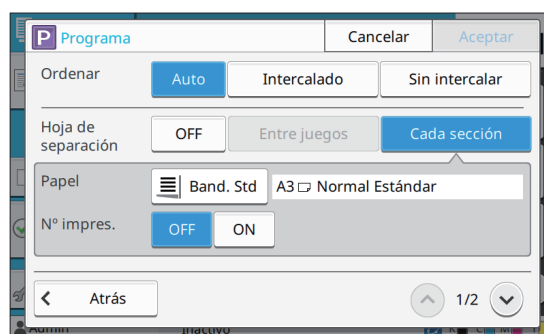 P Programa Cancelar Aceptar
Ordenar Auto Intercalado Sin intercalar
Hoja de separación OFF Entre juegos Cada sección
Papel Band. Std A3 Normal Estándar
Nº impres. OFF ON
Atrás 1/2
Admin Inactivo K C M Y